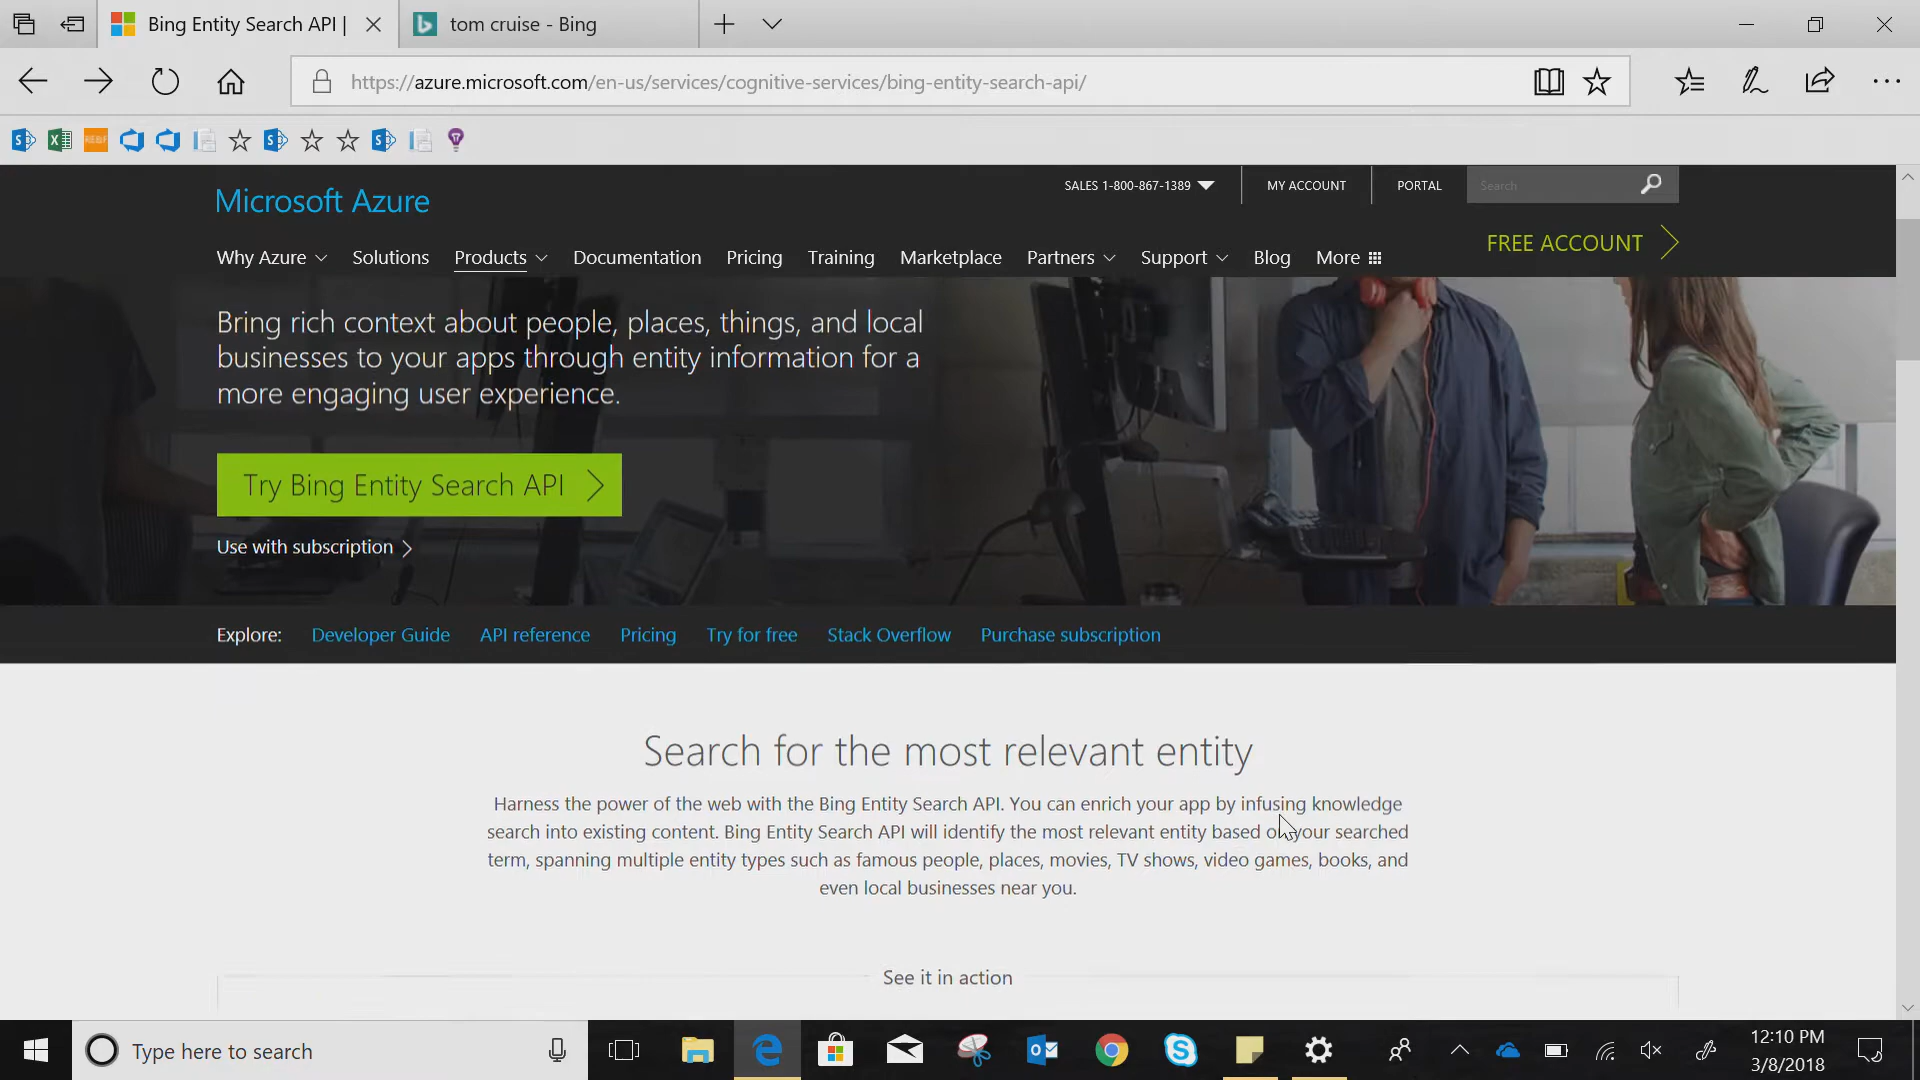 Bing Entity Search API |
tom cruise - Bing
https://azure.microsoft.com/en-us/services/cognitive-services/bing-entity-search-api/
SALES 1-800-867-1389
MY ACCOUNT
PORTAL
Search
Microsoft Azure
FREE ACCOUNT
Why Azure
Solutions
Products
Documentation
Pricing
Training
Marketplace
Partners
Support
Blog
More
Bring rich context about people, places, things, and local
businesses to your apps through entity information for a
more engaging user experience.
Try Bing Entity Search API
Use with subscription
Explore: Developer Guide API reference Pricing Try for free Stack Overflow Purchase subscription
Search for the most relevant entity
Harness the power of the web with the Bing Entity Search API. You can enrich your app by infusing knowledge
search into existing content. Bing Entity Search API will identify the most relevant entity based on your searched
term, spanning multiple entity types such as famous people, places, movies, TV shows, video games, books, and
even local businesses near you.
See it in action
Type here to search
12:10 PM
3/8/2018